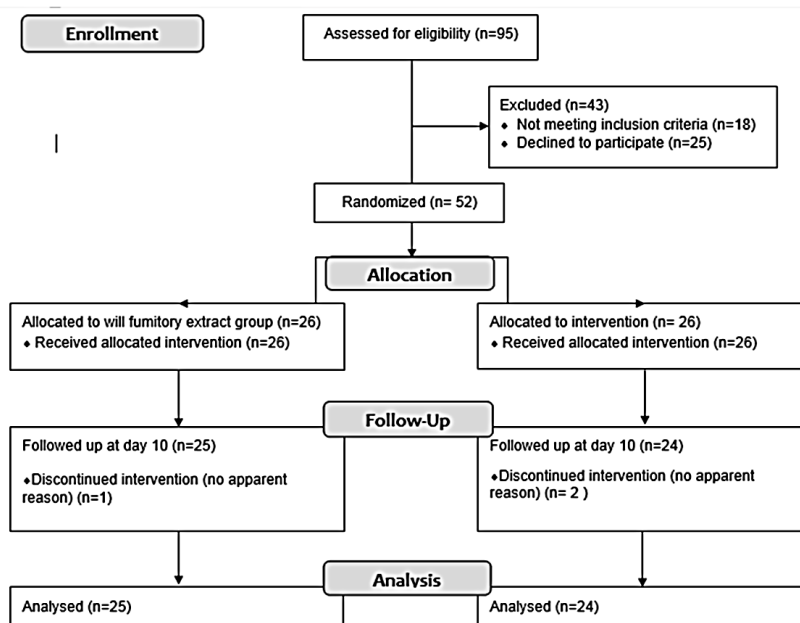 Enrollment
Assessed for eligibility (n=95)
Excluded (n=43)
♦ Not meeting inclusion criteria (n=18)
♦ Declined to participate (n=25)
Randomized (n= 52)
Allocation
Allocated to will fumitory extract group (n=26)
♦ Received allocated intervention (n=26)
Allocated to intervention (n= 26)
♦ Received allocated intervention (n=26)
Follow-Up
Followed up at day 10 (n=25)
♦Discontinued intervention (no apparent
reason) (n=1)
Followed up at day 10 (n=24)
♦Discontinued intervention (no apparent
reason) (n= 2 )
Analysis
Analysed (n=25)
Analysed (n=24)